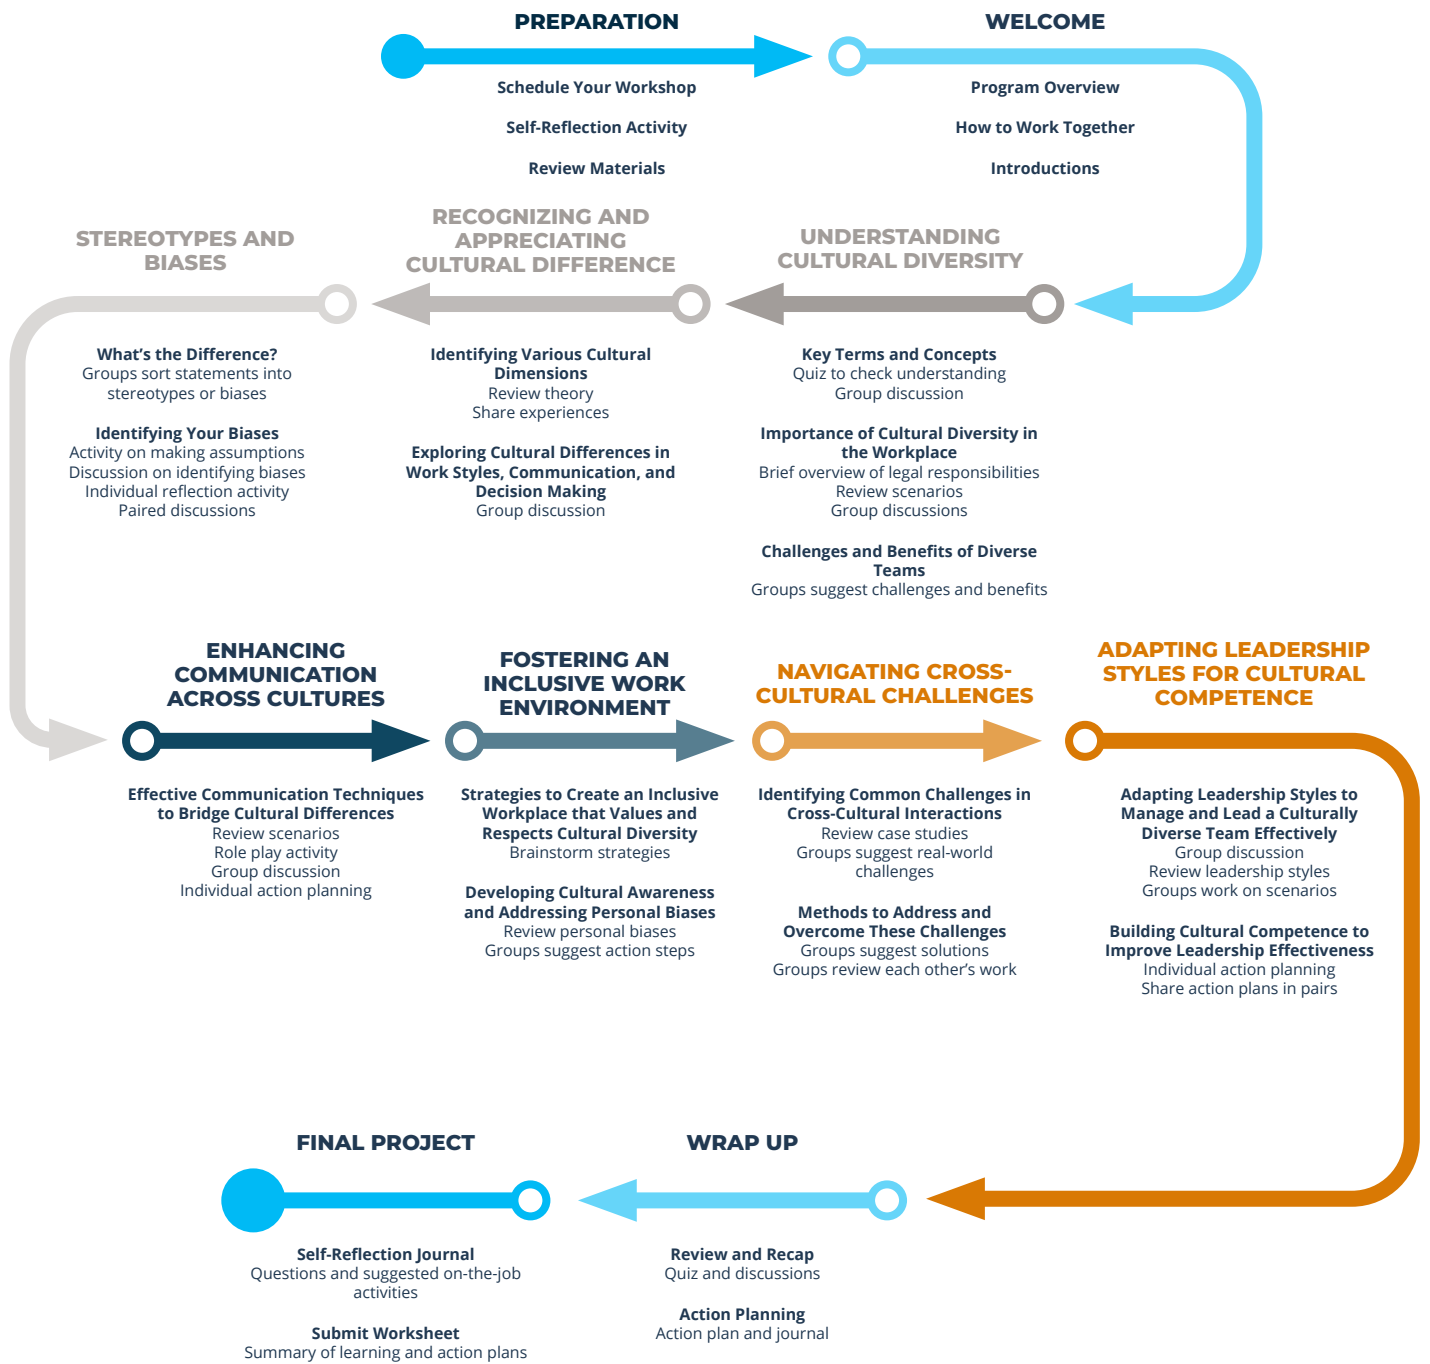 PREPARATION
Schedule Your Workshop
Self-Reflection Activity
Review Materials
WELCOME
Program Overview
How to Work Together
Introductions
UNDERSTANDING
CULTURAL DIVERSITY
Key Terms and Concepts
Quiz to check understanding
Group discussion
Importance of Cultural Diversity in
the Workplace
Brief overview of legal responsibilities
Review scenarios
Group discussions
Challenges and Benefits of Diverse
Teams
Groups suggest challenges and benefits
RECOGNIZING AND
APPRECIATING
CULTURAL DIFFERENCE
Identifying Various Cultural
Dimensions
Review theory
Share experiences
Exploring Cultural Differences in
Work Styles, Communication, and
Decision Making
Group discussion
STEREOTYPES AND
BIASES
What’s the Difference?
Groups sort statements into
stereotypes or biases
Identifying Your Biases
Activity on making assumptions
Discussion on identifying biases
Individual reflection activity
Paired discussions
ENHANCING
COMMUNICATION
ACROSS CULTURES
Effective Communication Techniques
to Bridge Cultural Differences
Review scenarios
Role play activity
Group discussion
Individual action planning
FOSTERING AN
INCLUSIVE WORK
ENVIRONMENT
Strategies to Create an Inclusive
Workplace that Values and
Respects Cultural Diversity
Brainstorm strategies
Developing Cultural Awareness
and Addressing Personal Biases
Review personal biases
Groups suggest action steps
NAVIGATING CROSS-
CULTURAL CHALLENGES
Identifying Common Challenges in
Cross-Cultural Interactions
Review case studies
Groups suggest real-world
challenges
Methods to Address and
Overcome These Challenges
Groups suggest solutions
Groups review each other’s work
ADAPTING LEADERSHIP
STYLES FOR CULTURAL
COMPETENCE
Adapting Leadership Styles to
Manage and Lead a Culturally
Diverse Team Effectively
Group discussion
Review leadership styles
Groups work on scenarios
Building Cultural Competence to
Improve Leadership Effectiveness
Individual action planning
Share action plans in pairs
WRAP UP
Review and Recap
Quiz and discussions
Action Planning
Action plan and journal
FINAL PROJECT
Self-Reflection Journal
Questions and suggested on-the-job
activities
Submit Worksheet
Summary of learning and action plans